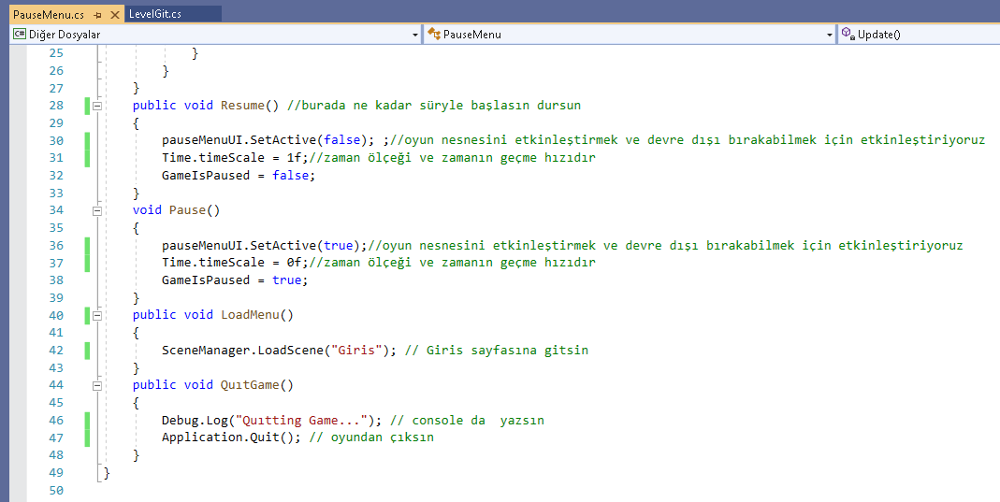 PauseMenu.cs LevelGit.cs
C# Diğer Dosyalar PauseMenu Update()
25 }
26 }
27 }
28 public void Resume() //burada ne kadar süryle başlasın dursun
29 {
30 pauseMenuUI.SetActive(false); ;//oyun nesnesini etkinleştirmek ve devre dışı bırakabilmek için etkinleştiriyoruz
31 Time.timeScale = 1f;//zaman ölçeği ve zamanın geçme hızıdır
32 GameIsPaused = false;
33 }
34 void Pause()
35 {
36 pauseMenuUI.SetActive(true);//oyun nesnesini etkinleştirmek ve devre dışı bırakabilmek için etkinleştiriyoruz
37 Time.timeScale = 0f;//zaman ölçeği ve zamanın geçme hızıdır
38 GameIsPaused = true;
39 }
40 public void LoadMenu()
41 {
42 SceneManager.LoadScene("Giris"); // Giris sayfasına gitsin
43 }
44 public void QuıtGame()
45 {
46 Debug.Log("Quıtting Game..."); // console da  yazsın
47 Application.Quit(); // oyundan çıksın
48 }
49 }
50